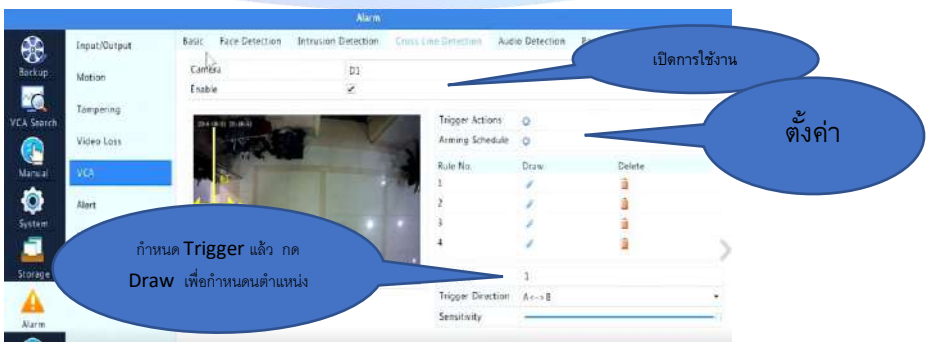 Alarm
Backup
VCA Search
Manual
System
Storage
Alarm
Input/Output
Motion
Tampering
Video Loss
VCA
Alert
Basic Face Detection Intrusion Detection Cross Line Detection Audio Detection
Camera D1
Enable
Trigger Actions
Arming Schedule
Rule No. Draw Delete
1
2
3
4
1
Trigger Direction A<->B
Sensitivity
เปิดการใช้งาน
ตั้งค่า
กำหนด Trigger แล้ว กด
Draw เพื่อกำหนดนตำแหน่ง